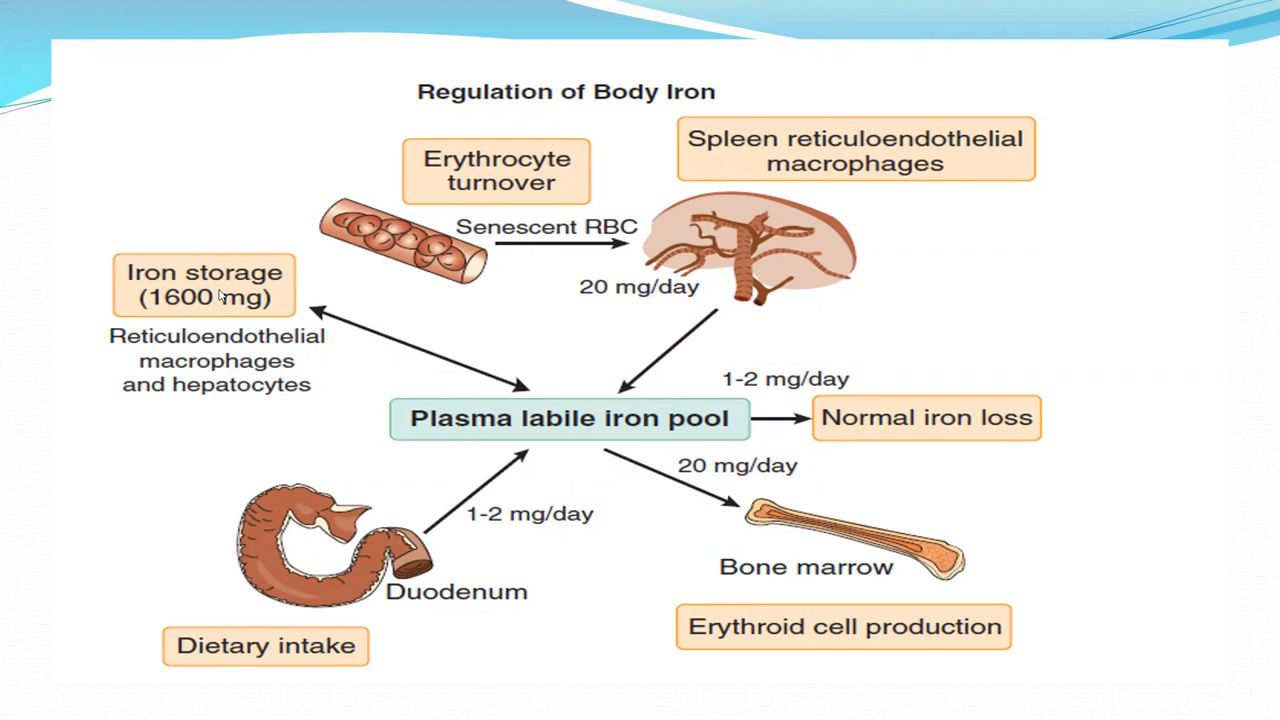 Regulation of Body Iron
Erythrocyte
turnover
Spleen reticuloendothelial
macrophages
Senescent RBC
20 mg/day
Iron storage
(1600 mg)
Reticuloendothelial
macrophages
and hepatocytes
1-2 mg/day
Plasma labile iron pool
Normal iron loss
20 mg/day
1-2 mg/day
Bone marrow
Duodenum
Erythroid cell production
Dietary intake